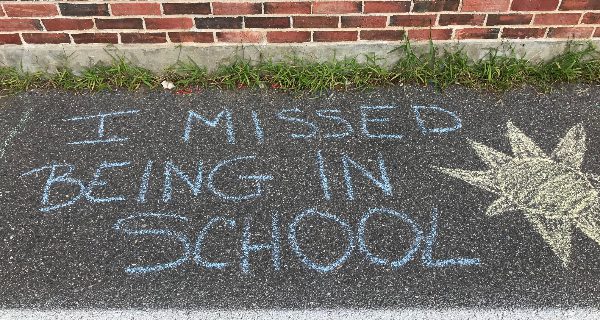 I MiSSED
BEING IN
SCHOOL